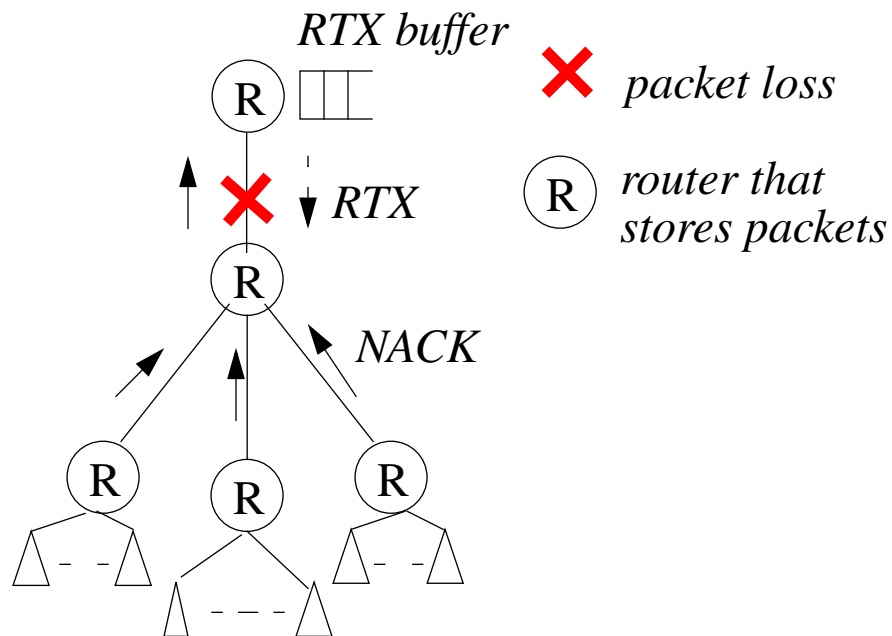 RTX buffer
R
packet loss
RTX
R
router that
stores packets
R
NACK
R
R
R